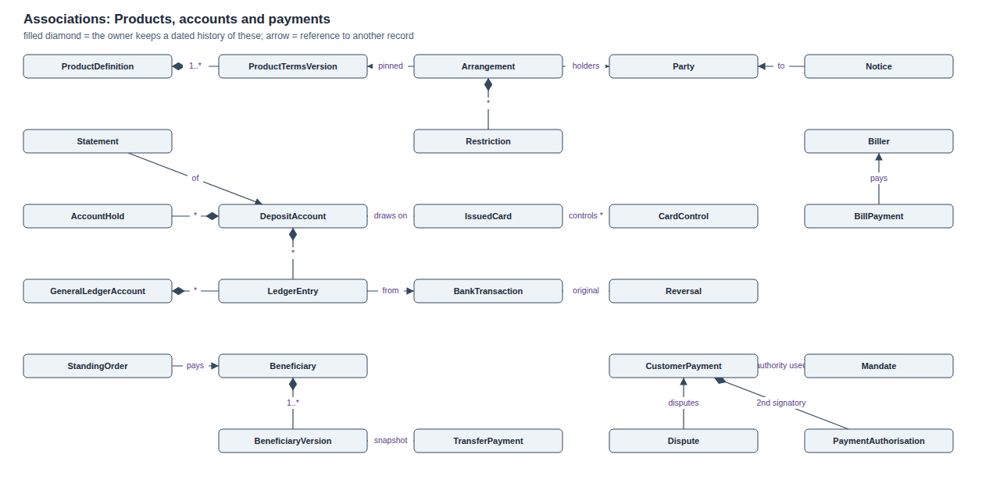 Associations: Products, accounts and payments
filled diamond = the owner keeps a dated history of these; arrow = reference to another record
ProductDefinition 1..* ProductTermsVersion pinned Arrangement holders Party to Notice
*
Statement Restriction Biller
of pays
AccountHold * DepositAccount draws on IssuedCard controls * CardControl BillPayment
*
GeneralLedgerAccount * LedgerEntry from BankTransaction original Reversal
StandingOrder pays Beneficiary CustomerPayment authority used Mandate
1..* disputes 2nd signatory
BeneficiaryVersion snapshot TransferPayment Dispute PaymentAuthorisation